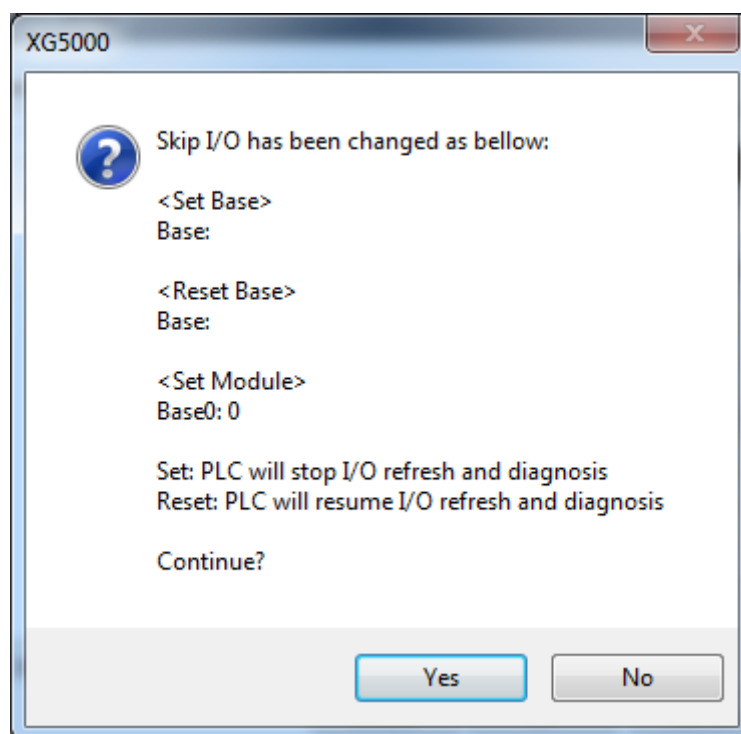 XG5000
Skip I/O has been changed as bellow:
<Set Base>
Base:
<Reset Base>
Base:
<Set Module>
Base0: 0
Set: PLC will stop I/O refresh and diagnosis
Reset: PLC will resume I/O refresh and diagnosis
Continue?
Yes No